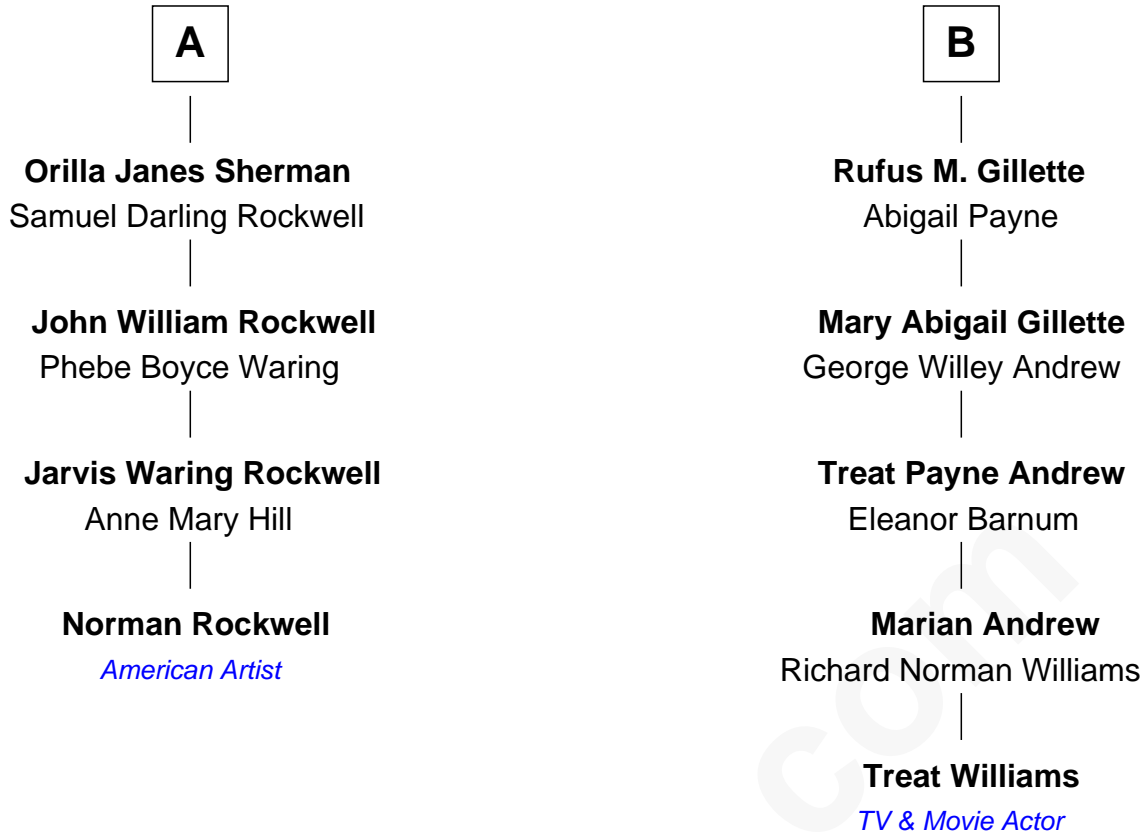 A
Orilla Janes Sherman
Samuel Darling Rockwell
John William Rockwell
Phebe Boyce Waring
Jarvis Waring Rockwell
Anne Mary Hill
Norman Rockwell
American Artist
B
Rufus M. Gillette
Abigail Payne
Mary Abigail Gillette
George Willey Andrew
Treat Payne Andrew
Eleanor Barnum
Marian Andrew
Richard Norman Williams
Treat Williams
TV & Movie Actor
com